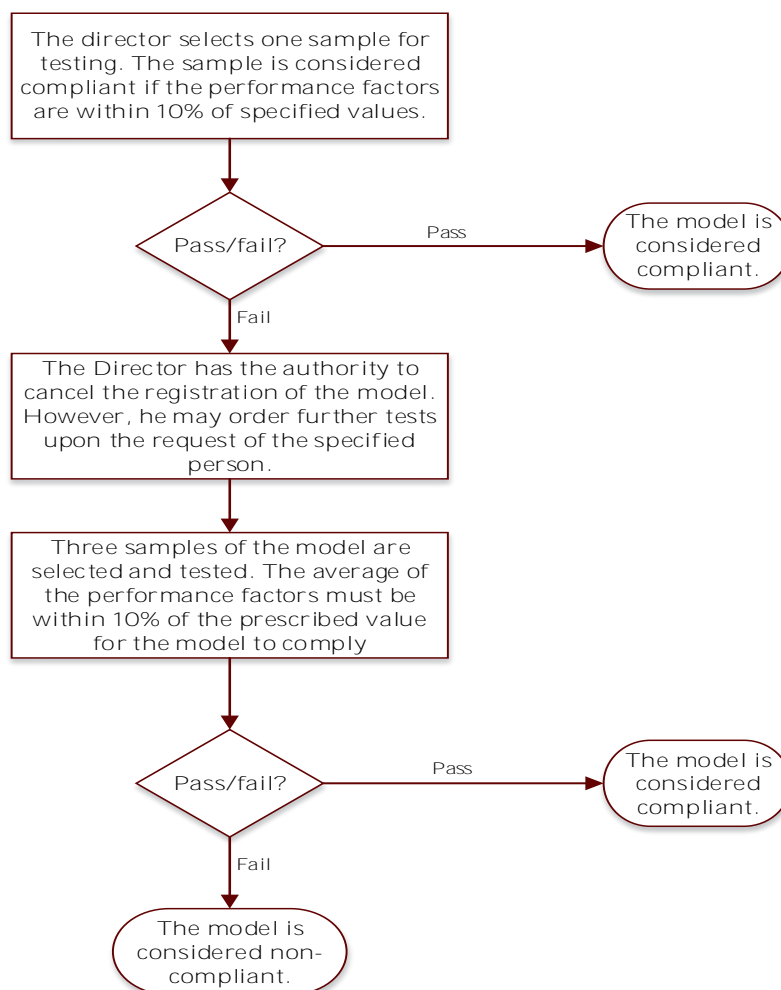 The director selects one sample for
testing. The sample is considered
compliant if the performance factors
are within 10% of specified values.
Pass/fail?
Pass
The model is
considered
compliant.
Fail
The Director has the authority to
cancel the registration of the model.
However, he may order further tests
upon the request of the specified
person.
Three samples of the model are
selected and tested. The average of
the performance factors must be
within 10% of the prescribed value
for the model to comply
Pass/fail?
Pass
The model is
considered
compliant.
Fail
The model is
considered non-
compliant.